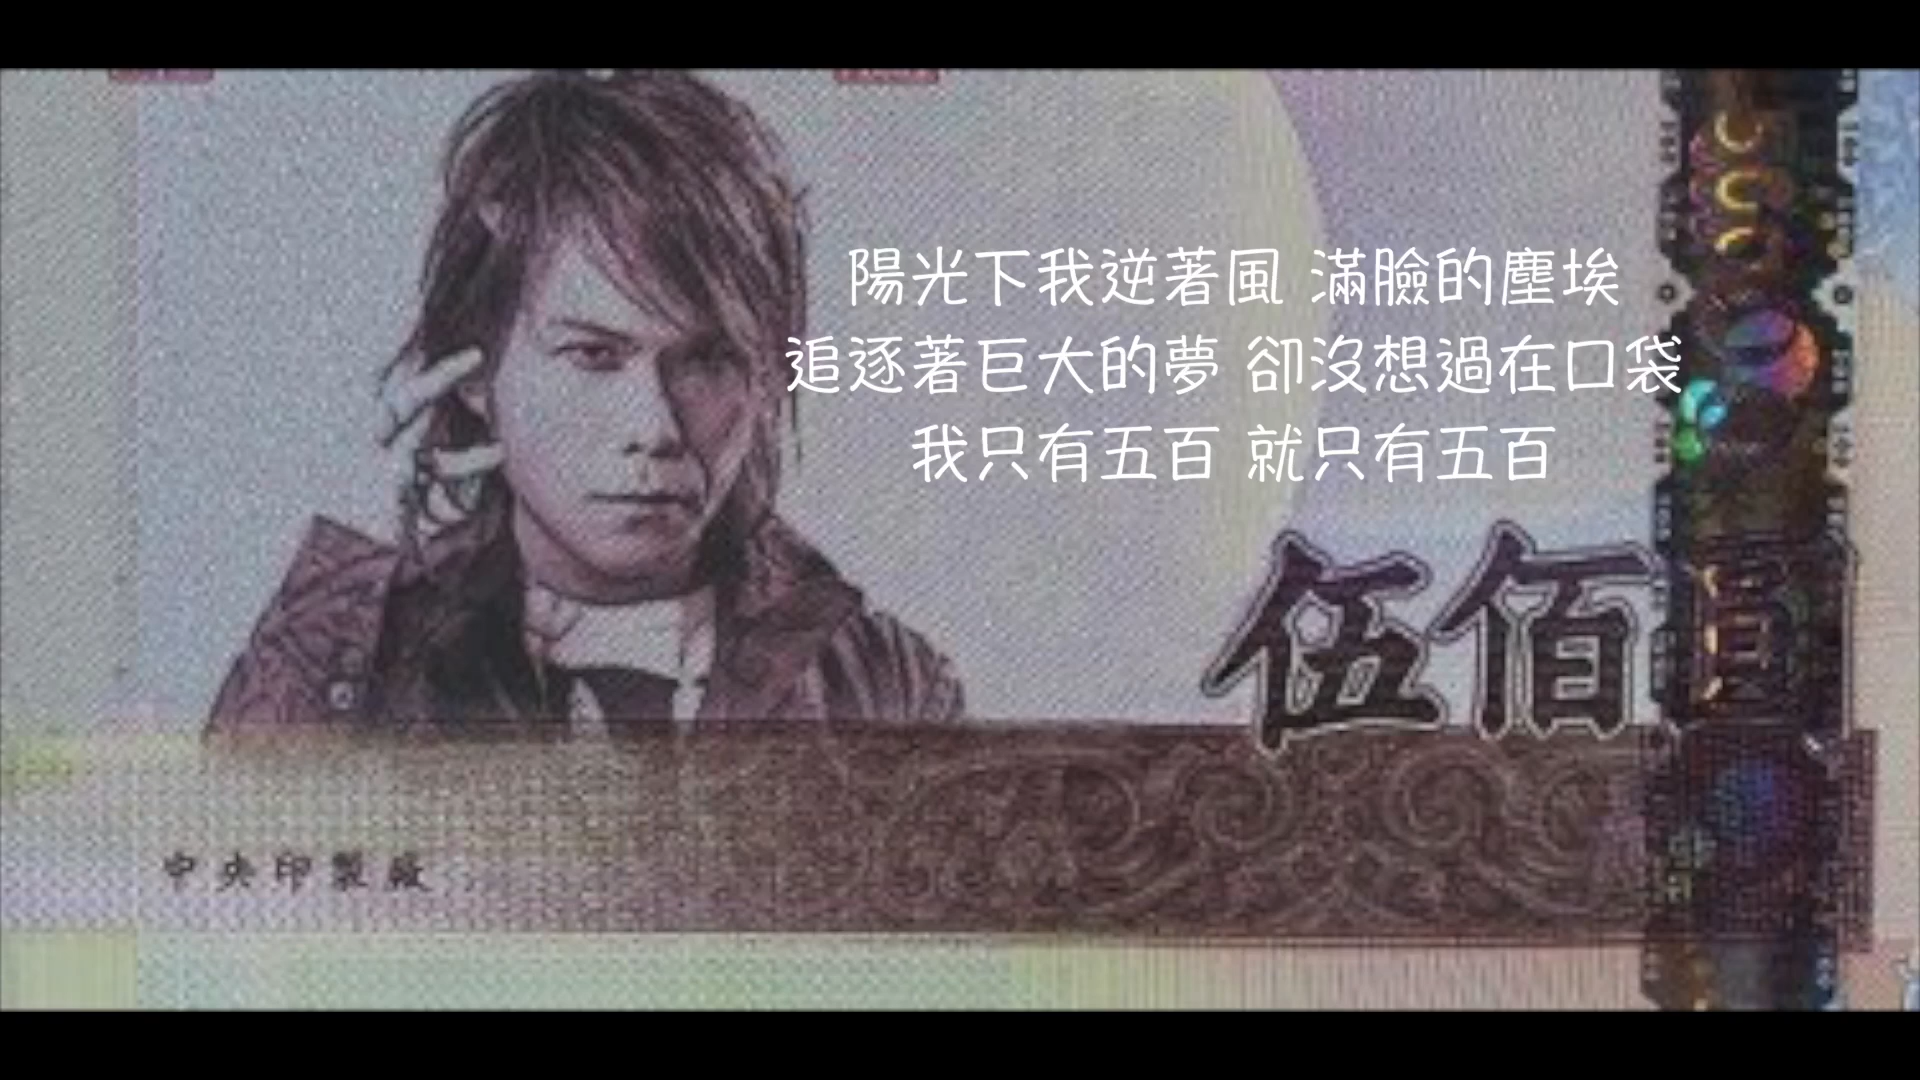 陽光下我逆著風 滿臉的塵埃
追逐著巨大的夢 卻沒想過在口袋
我只有五百 就只有五百
伍佰圓
中央印製廠